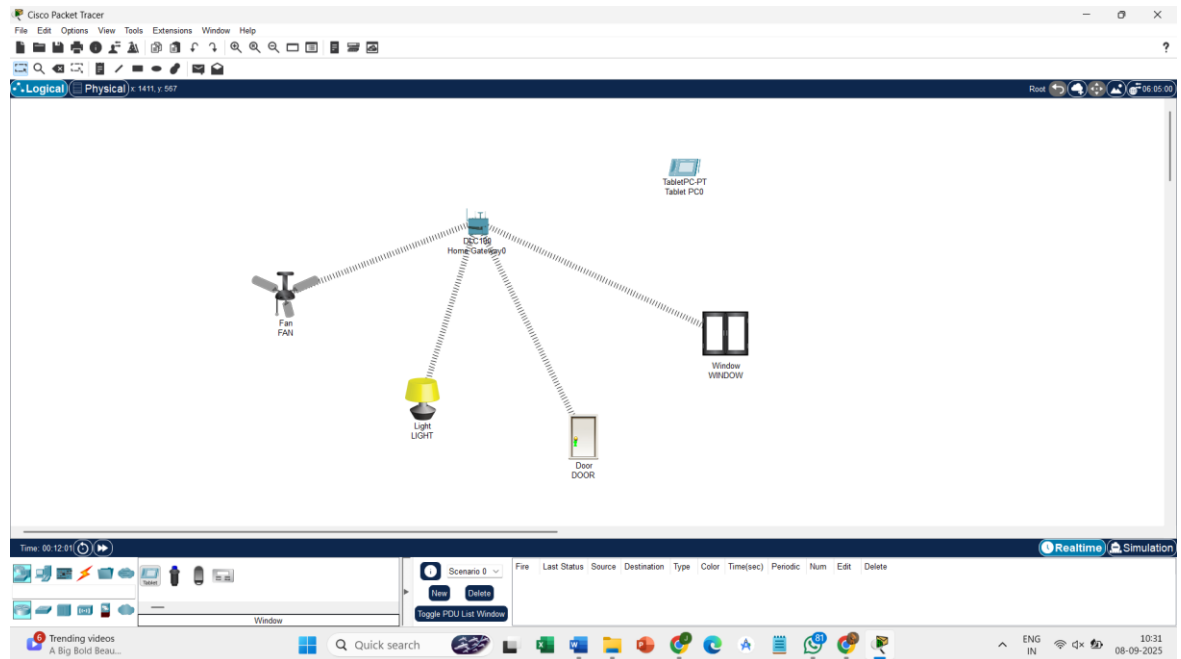 Cisco Packet Tracer
File Edit Options View Tools Extensions Window Help
?
Logical Physical x: 1411, y: 567 Root 06:05:00
TabletPC-PT
Tablet PC0
DLC100
Home Gateway0
Fan
FAN
Window
WINDOW
Light
LIGHT
Door
DOOR
Time: 00:12:01 Realtime Simulation
Scenario 0 Fire Last Status Source Destination Type Color Time(sec) Periodic Num Edit Delete
New Delete
Toggle PDU List Window
Window
6 Trending videos
A Big Bold Beau...
Quick search
81
ENG
IN
10:31
08-09-2025